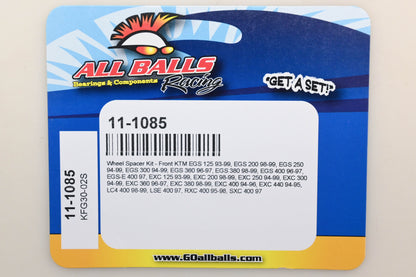 ALL BALLS
Racing
Bearings & Components
"GET A SET!"
11-1085
Wheel Spacer Kit - Front KTM EGS 125 93-99, EGS 200 98-99, EGS 250
94-99, EGS 300 94-99, EGS 360 96-97, EGS 380 98-99, EGS 400 96-97,
EGS-E 400 97, EXC 125 93-99, EXC 200 98-99, EXC 250 94-99, EXC 300
94-99, EXC 360 96-97, EXC 380 98-99, EXC 400 94-96, EXC 440 94-95,
LC4 400 98-99, LSE 400 97, RXC 400 95-98, SXC 400 97
11-1085
KFG30-02S
www.GOallballs.com